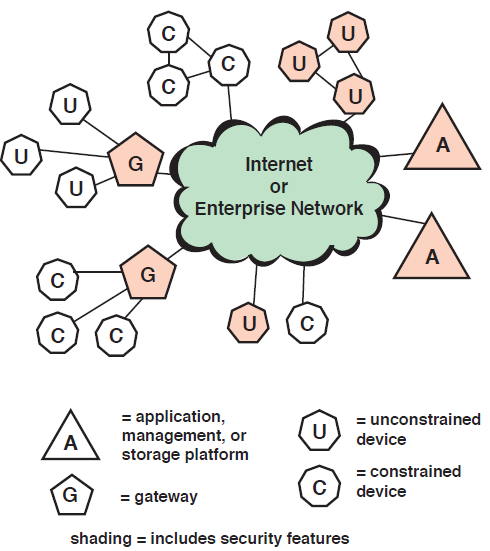 C
U
C
C
U
U
U
A
G
Internet
or
Enterprise Network
U
U
A
C
G
C
C
U
C
A
= application,
management, or
storage platform
U
= unconstrained
device
G
= gateway
C
= constrained
device
shading = includes security features